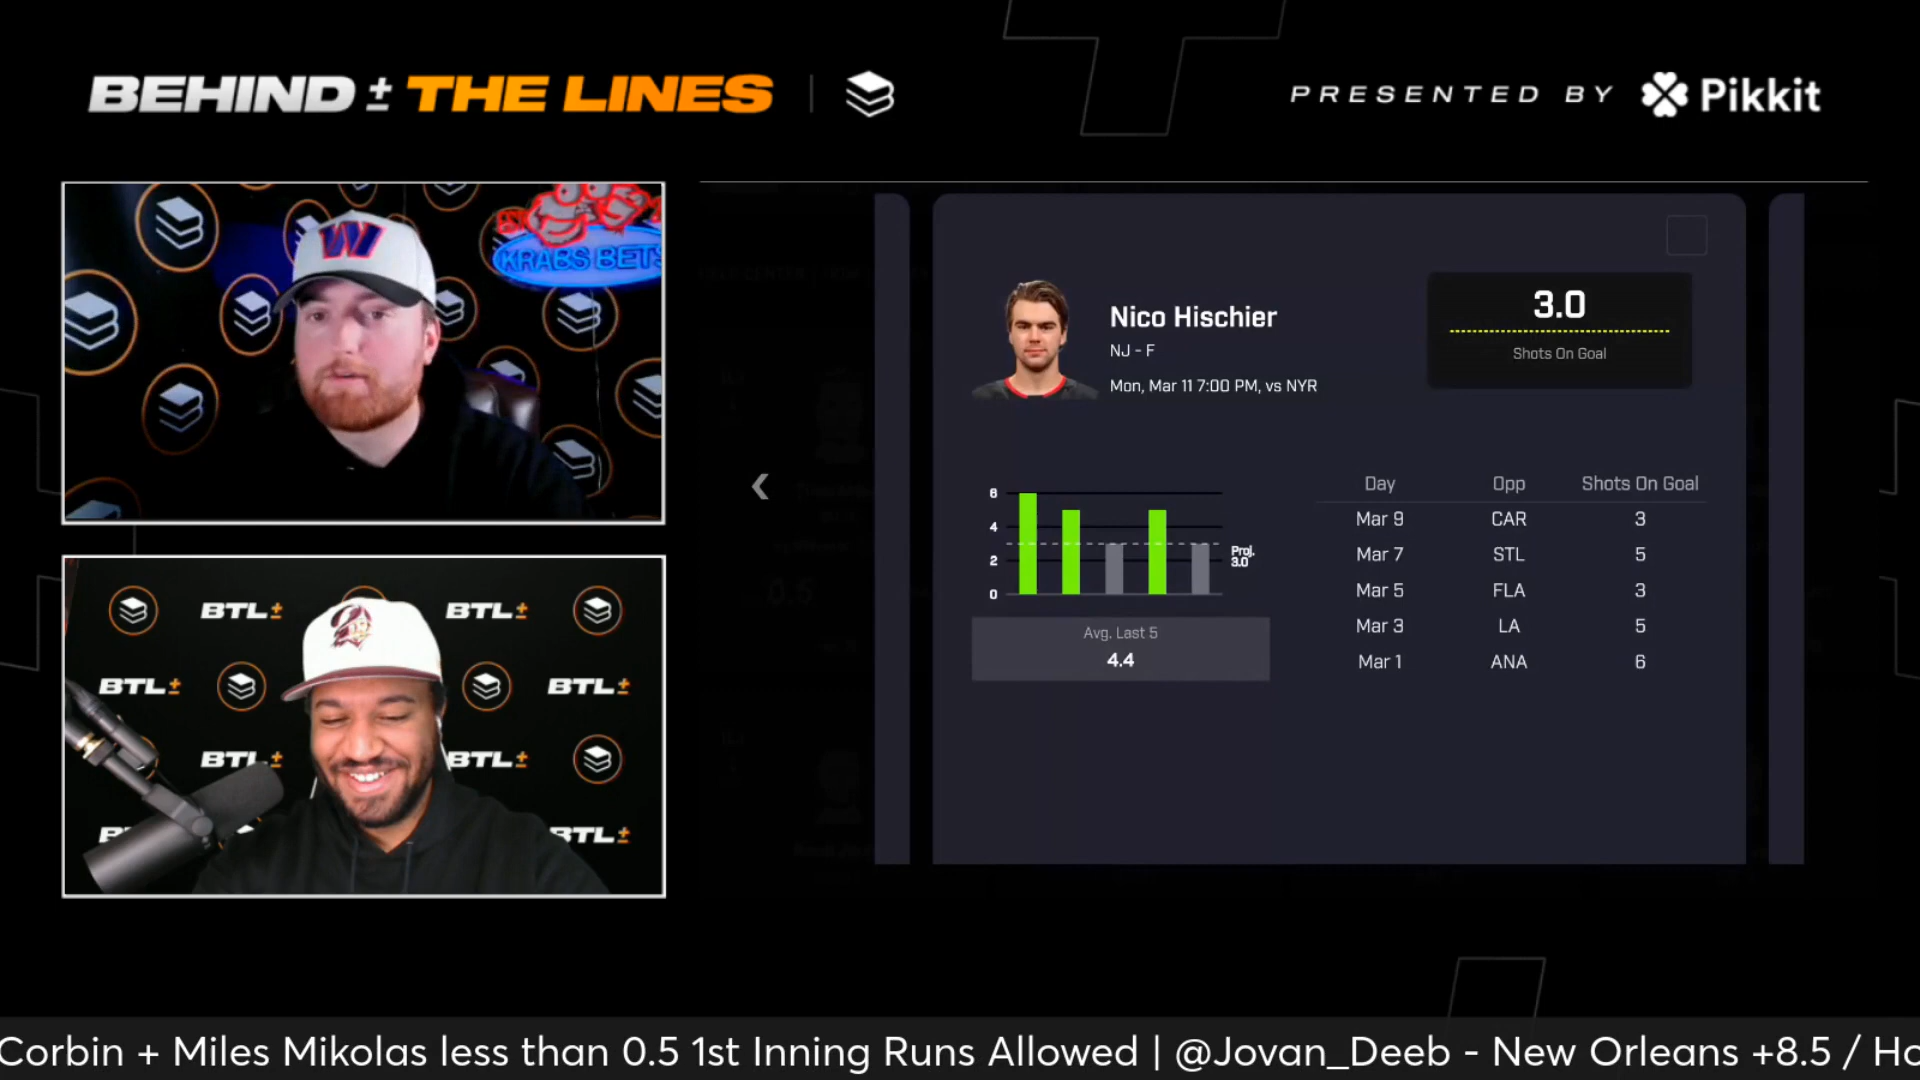 BEHIND ± THE LINES
PRESENTED BY Pikkit
KRABS BETS
W
Nico Hischier
NJ - F
Mon, Mar 11 7:00 PM, vs NYR
3.0
Shots On Goal
6
4
2
0
Proj.
3.0
Avg. Last 5
4.4
Day Opp Shots On Goal
Mar 9 CAR 3
Mar 7 STL 5
Mar 5 FLA 3
Mar 3 LA 5
Mar 1 ANA 6
BTL± BTL±
BTL± BTL±
BTL± BTL±
BTL±
Corbin + Miles Mikolas less than 0.5 1st Inning Runs Allowed | @Jovan_Deeb - New Orleans +8.5 / Ho